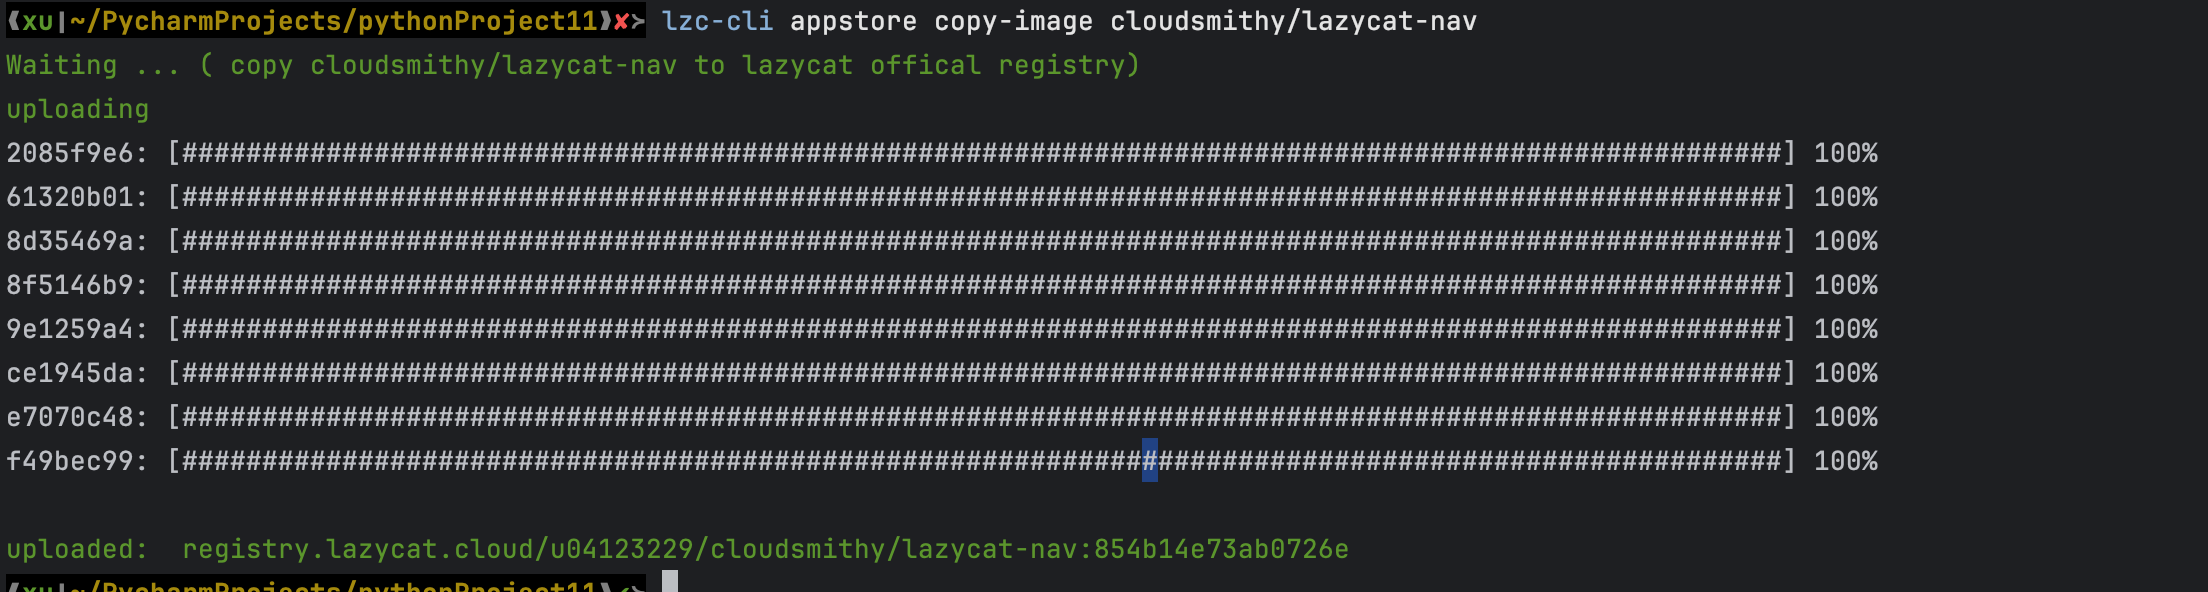 (xu|~/PycharmProjects/pythonProject11)✘≻ lzc-cli appstore copy-image cloudsmithy/lazycat-nav
Waiting ... ( copy cloudsmithy/lazycat-nav to lazycat offical registry)
uploading
2085f9e6: [####################################################################################################] 100%
61320b01: [####################################################################################################] 100%
8d35469a: [####################################################################################################] 100%
8f5146b9: [####################################################################################################] 100%
9e1259a4: [####################################################################################################] 100%
ce1945da: [####################################################################################################] 100%
e7070c48: [####################################################################################################] 100%
f49bec99: [####################################################################################################] 100%
uploaded:  registry.lazycat.cloud/u04123229/cloudsmithy/lazycat-nav:854b14e73ab0726e
(xu|~/PycharmProjects/pythonProject11)✔≻